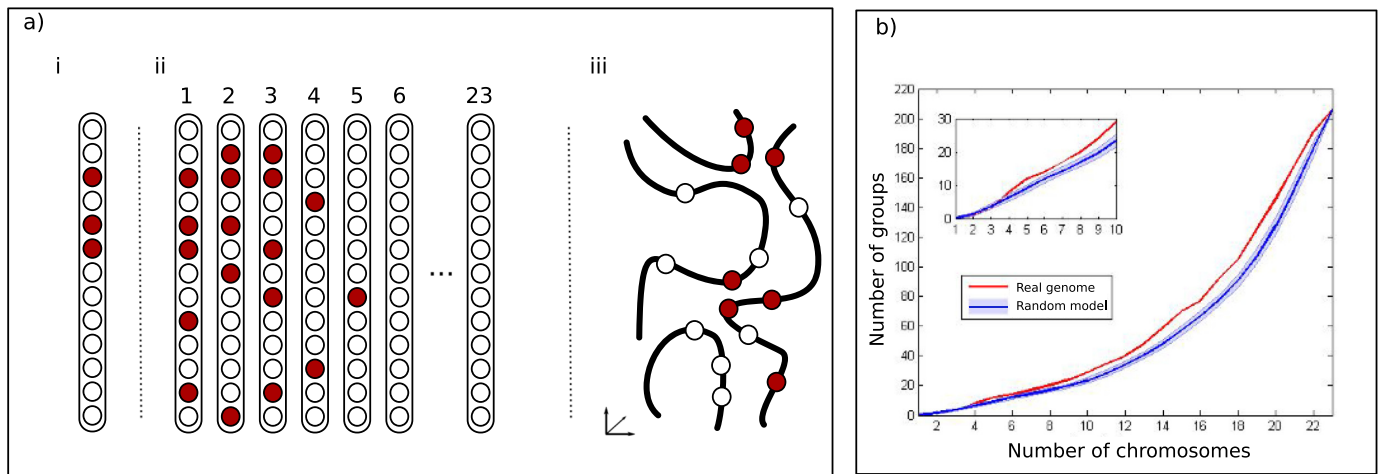 a)
i
ii
iii
1 2 3 4 5 6 23
...
b)
Number of groups
220
200
180
160
140
120
100
80
60
40
20
0
2 4 6 8 10 12 14 16 18 20 22
Number of chromosomes
30
20
10
0
1 2 3 4 5 6 7 8 9 10
Real genome
Random model